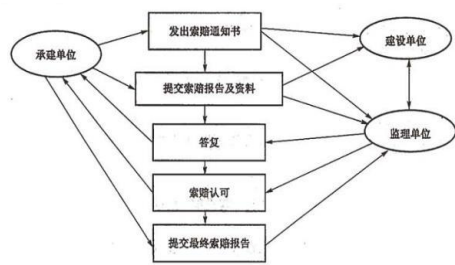 发出索赔通知书
承建单位
建设单位
提交索赔报告及资料
监理单位
答复
索赔认可
提交最终索赔报告